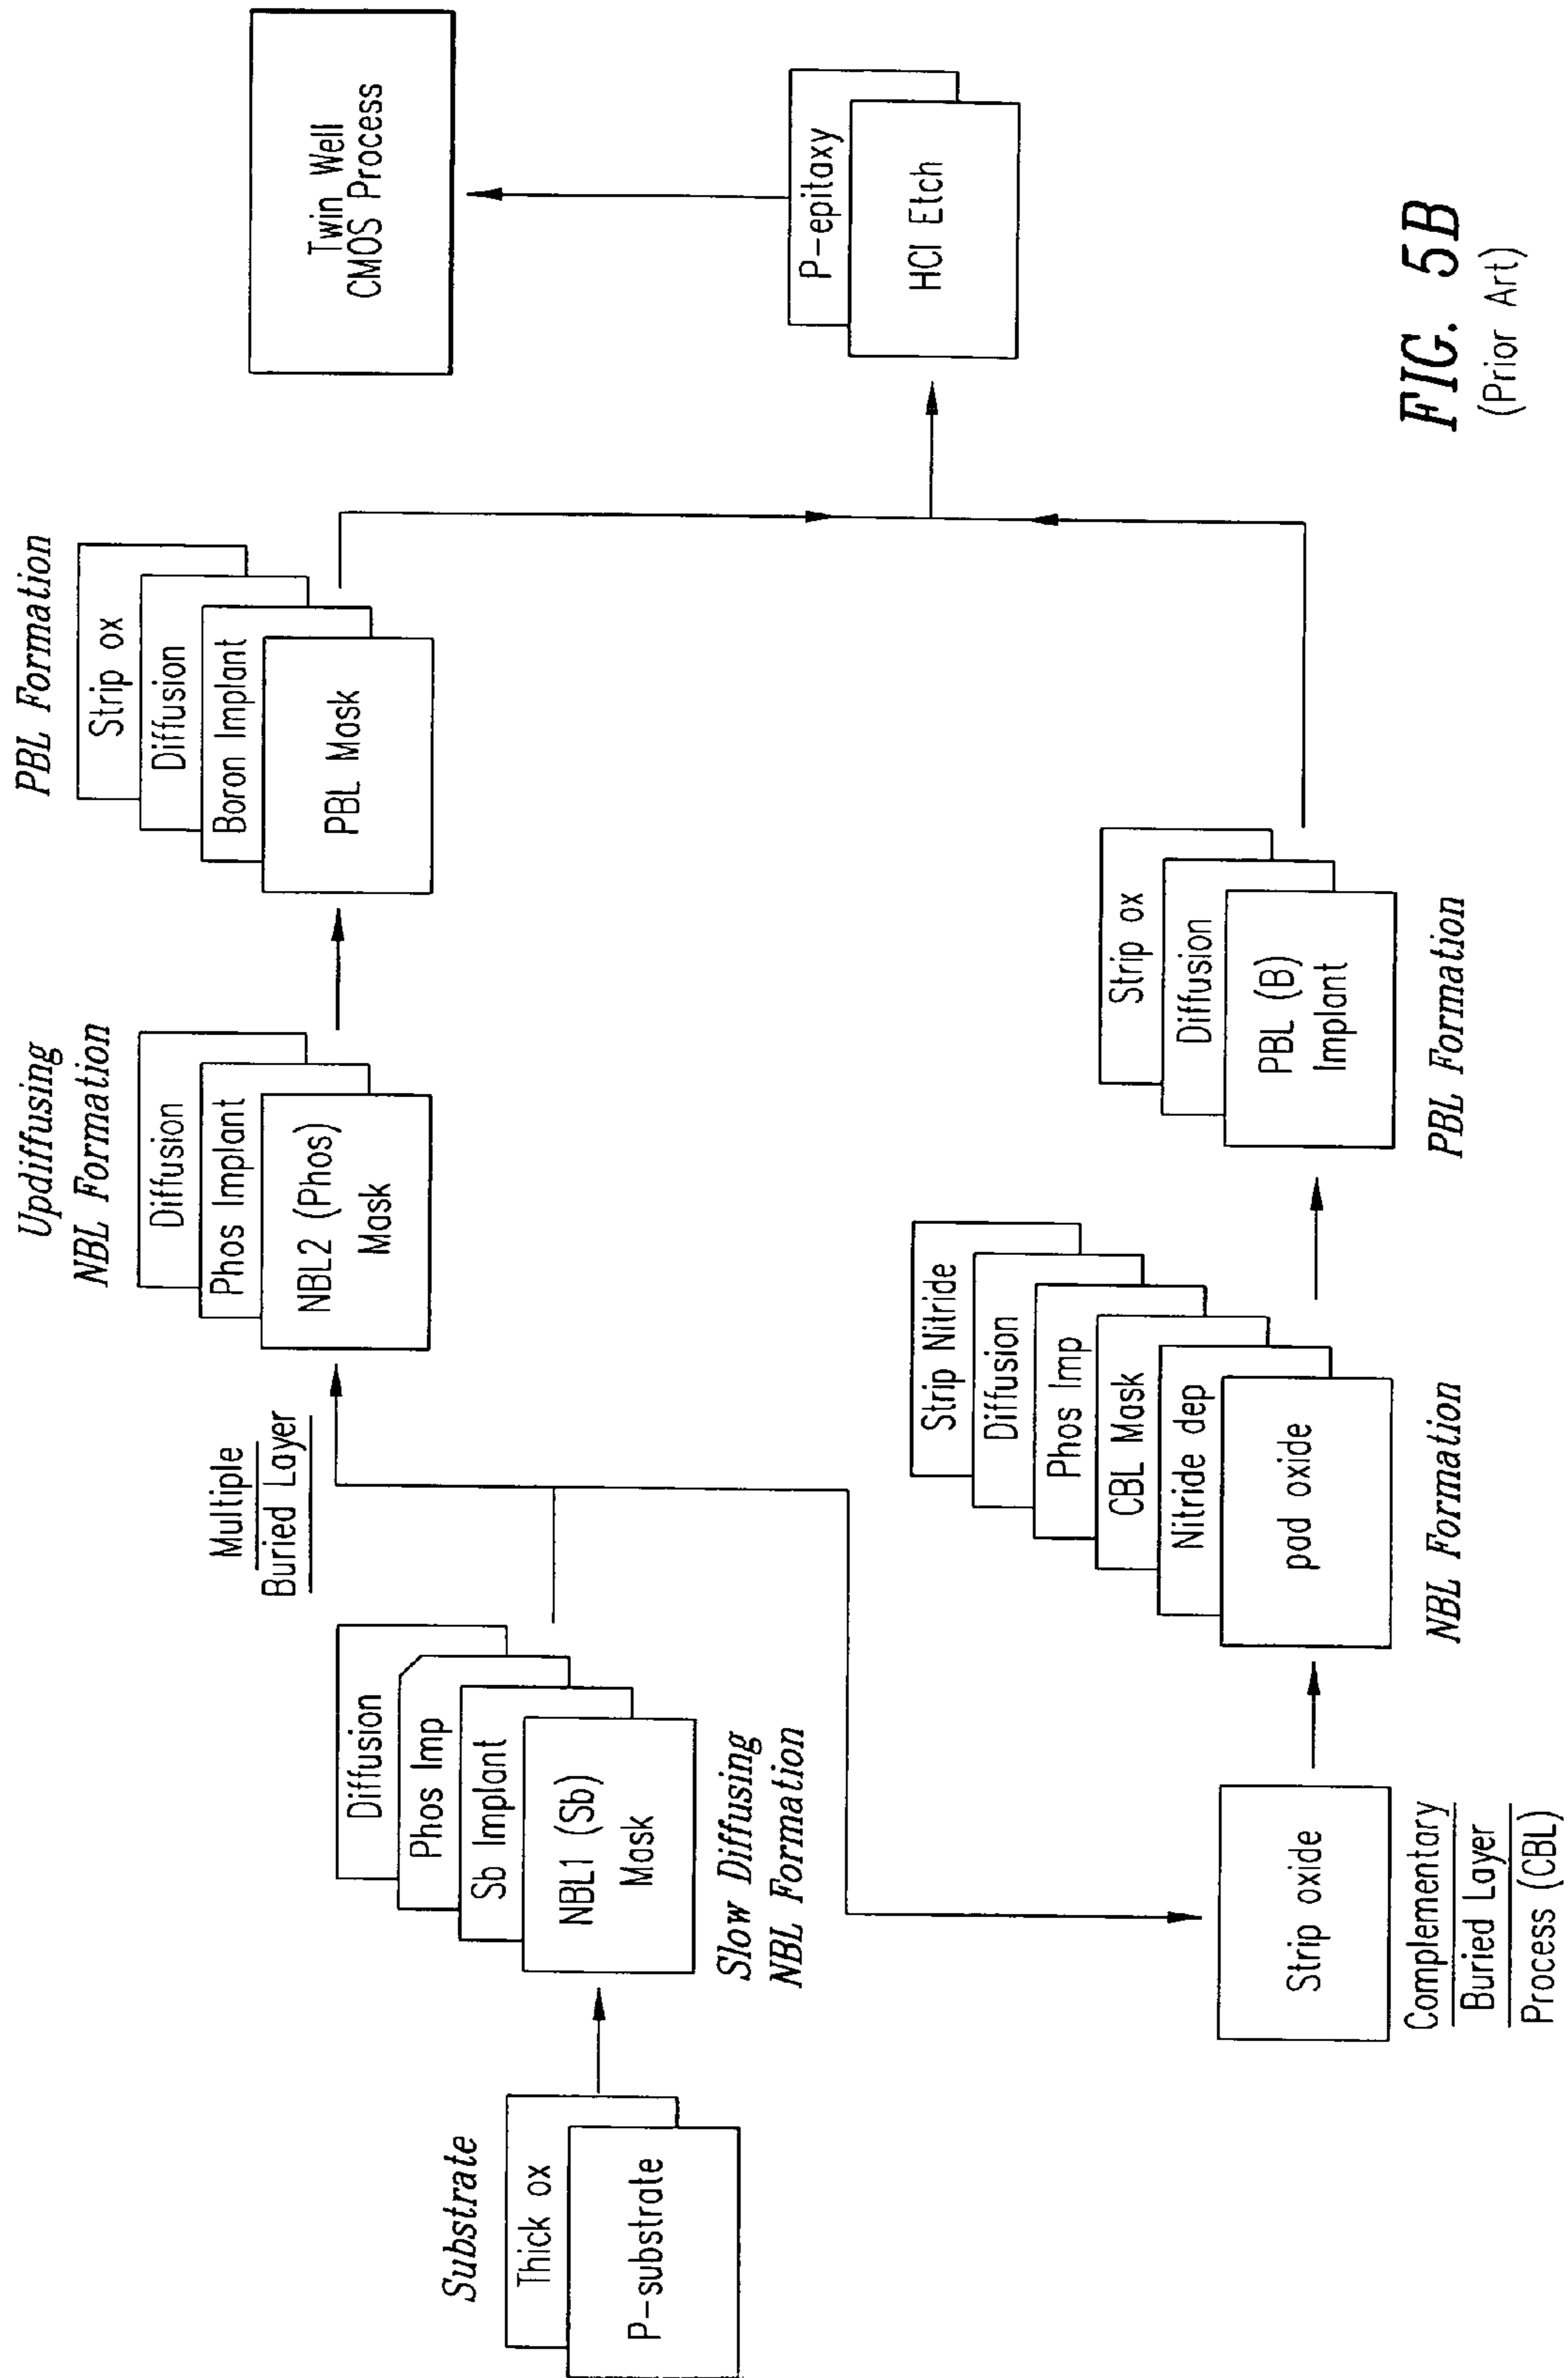 Substrate
Thick ox
P-substrate
Diffusion
Phos Imp
Sb Implant
NBL1 (Sb)
Mask
Slow Diffusing
NBL Formation
Multiple
Buried Layer
Updiffusing
NBL Formation
Diffusion
Phos Implant
NBL2 (Phos)
Mask
PBL Formation
Strip ox
Diffusion
Boron Implant
PBL Mask
Strip oxide
Complementary
Buried Layer
Process (CBL)
Strip Nitride
Diffusion
Phos Imp
CBL Mask
Nitride dep
pad oxide
NBL Formation
Strip ox
Diffusion
PBL (B)
Implant
PBL Formation
P-epitaxy
HCl Etch
Twin Well
CMOS Process
FIG. 5B
(Prior Art)